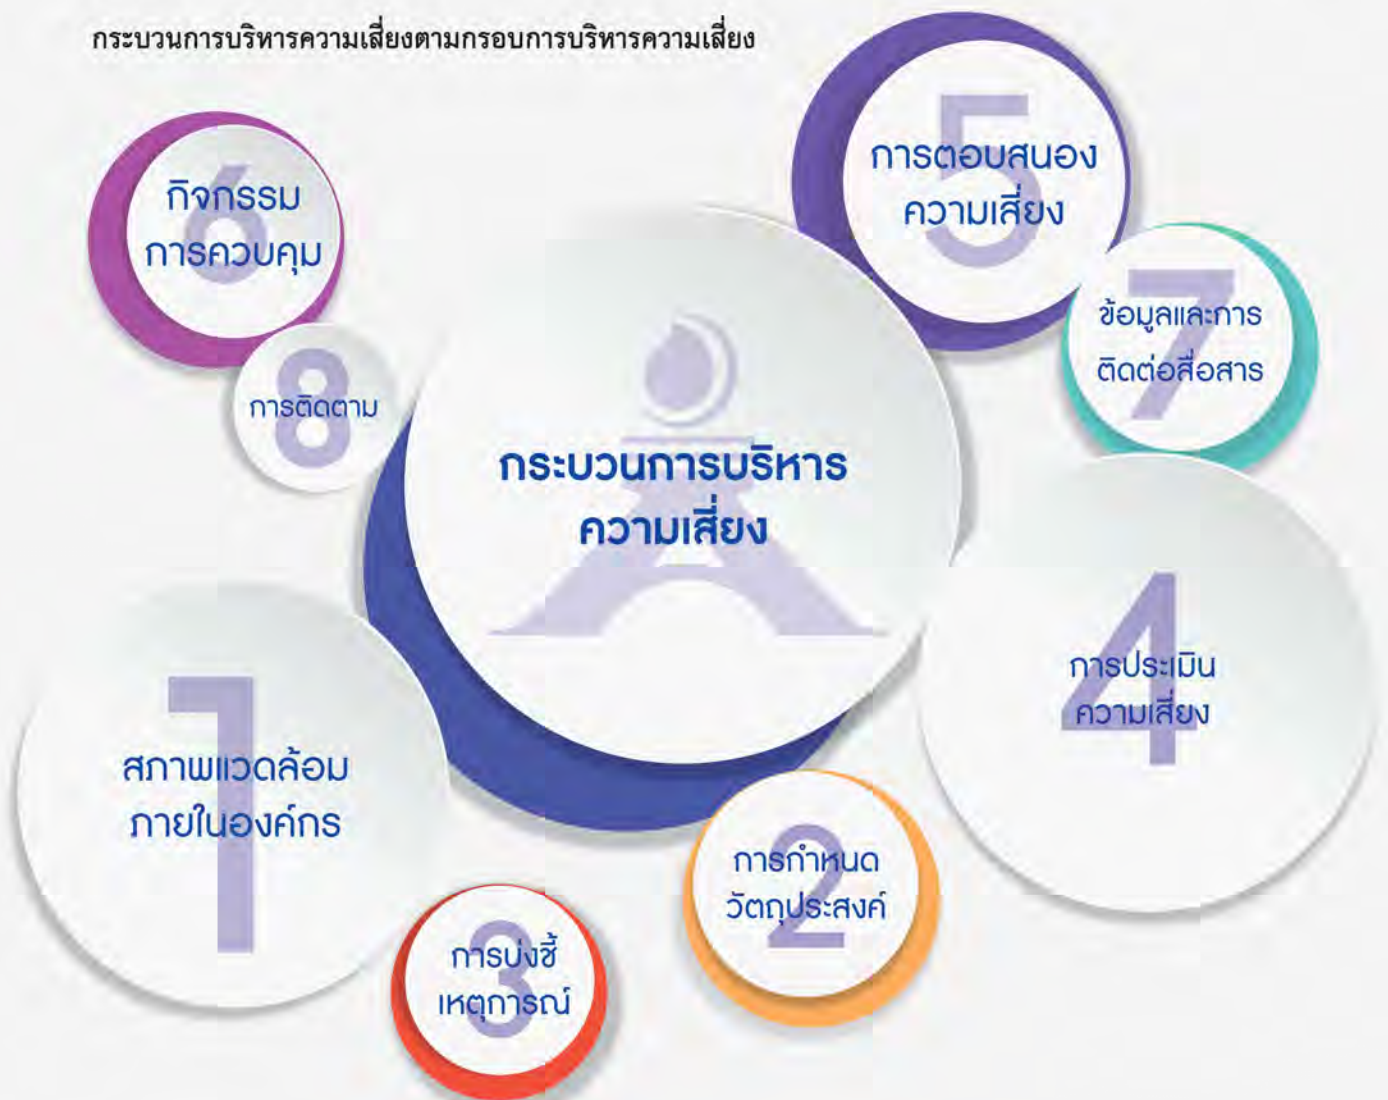 กระบวนการบริหารความเสี่ยงตามกรอบการบริหารความเสี่ยง
กระบวนการบริหาร
ความเสี่ยง
1
สภาพแวดล้อม
ภายในองค์กร
2
การกำหนด
วัตถุประสงค์
3
การบ่งชี้
เหตุการณ์
4
การประเมิน
ความเสี่ยง
5
การตอบสนอง
ความเสี่ยง
6
กิจกรรม
การควบคุม
7
ข้อมูลและการ
ติดต่อสื่อสาร
8
การติดตาม